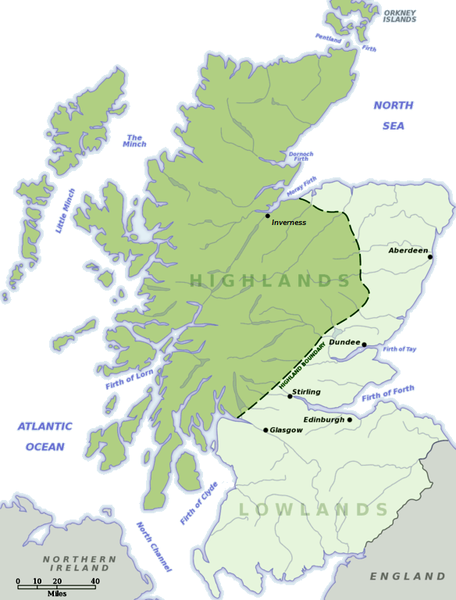 ORKNEY
ISLANDS
Pentland
Firth
NORTH
SEA
The
Minch
Dornoch
Firth
Moray Firth
Little Minch
Inverness
Aberdeen
HIGHLANDS
Dundee
Firth of Tay
HIGHLAND BOUNDARY
Firth of Lorn
Stirling
Firth of Forth
Edinburgh
Glasgow
ATLANTIC
OCEAN
Firth of Clyde
LOWLANDS
North Channel
NORTHERN
IRELAND
ENGLAND
0 10 20 40
Miles